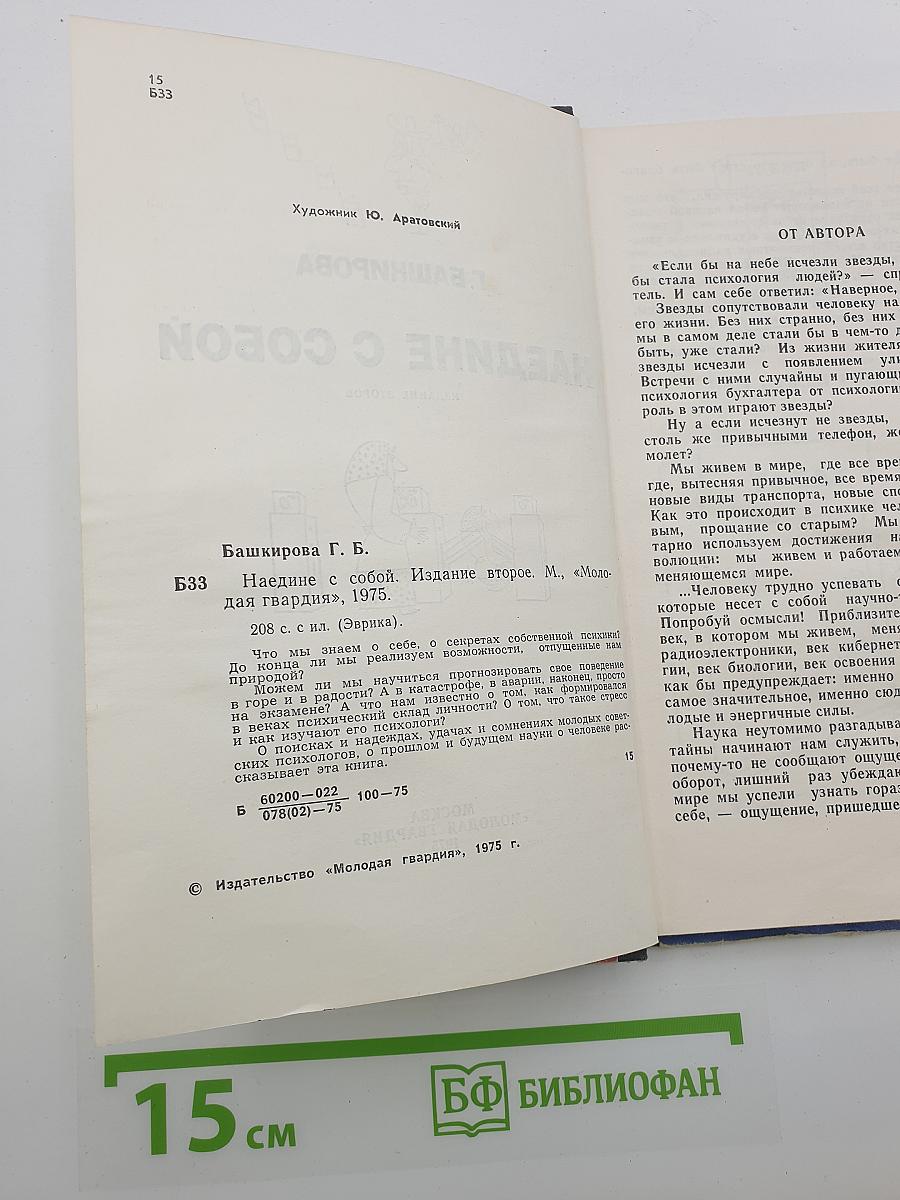 15
Б33
Художник Ю. Аратовский
Башкирова Г. Б.
Б33 Наедине с собой. Издание второе. М., «Моло-
дая гвардия», 1975.
208 с. с ил. (Эврика).
Что мы знаем о себе, о секретах собственной психики?
До конца ли мы реализуем возможности, отпущенные нам
природой?
Можем ли мы научиться прогнозировать свое поведение
в горе и в радости? А в катастрофе, в аварии, наконец, просто
на экзамене? А что нам известно о том, как формировался
в веках психический склад личности? О том, что такое стресс
и как изучают его психологи?
О поисках и надеждах, удачах и сомнениях молодых совет-
ских психологов, о прошлом и будущем науки о человеке рас-
сказывает эта книга.
15
Б 60200—022
078(02)—75 100—75
© Издательство «Молодая гвардия», 1975 г.
ОТ АВТОРА
«Если бы на небе исчезли звезды,
бы стала психология людей?» — спр
тель. И сам себе ответил: «Наверное,
Звезды сопутствовали человеку на
его жизни. Без них странно, без них
мы в самом деле стали бы в чем-то д
быть, уже стали? Из жизни жителя
звезды исчезли с появлением ули
Встречи с ними случайны и пугающи
психология бухгалтера от психологи
роль в этом играют звезды?
Ну а если исчезнут не звезды,
столь же привычными телефон, же
молет?
Мы живем в мире, где все вре
где, вытесняя привычное, все время
новые виды транспорта, новые спо
Как это происходит в психике чел
вым, прощание со старым? Мы
тарно используем достижения на
волюции: мы живем и работаем
меняющемся мире.
...Человеку трудно успевать
которые несет с собой научно-т
Попробуй осмысли! Приблизите
век, в котором мы живем, меня
радиоэлектроники, век кибернет
гии, век биологии, век освоения
как бы предупреждает: именно
самое значительное, именно сюд
лодые и энергичные силы.
Наука неутомимо разгадыва
тайны начинают нам служить,
почему-то не сообщают ощуще
оборот, лишний раз убеждаю
мире мы успели узнать гораз
себе, — ощущение, пришедше
15 см
БФ БИБЛИОФАН